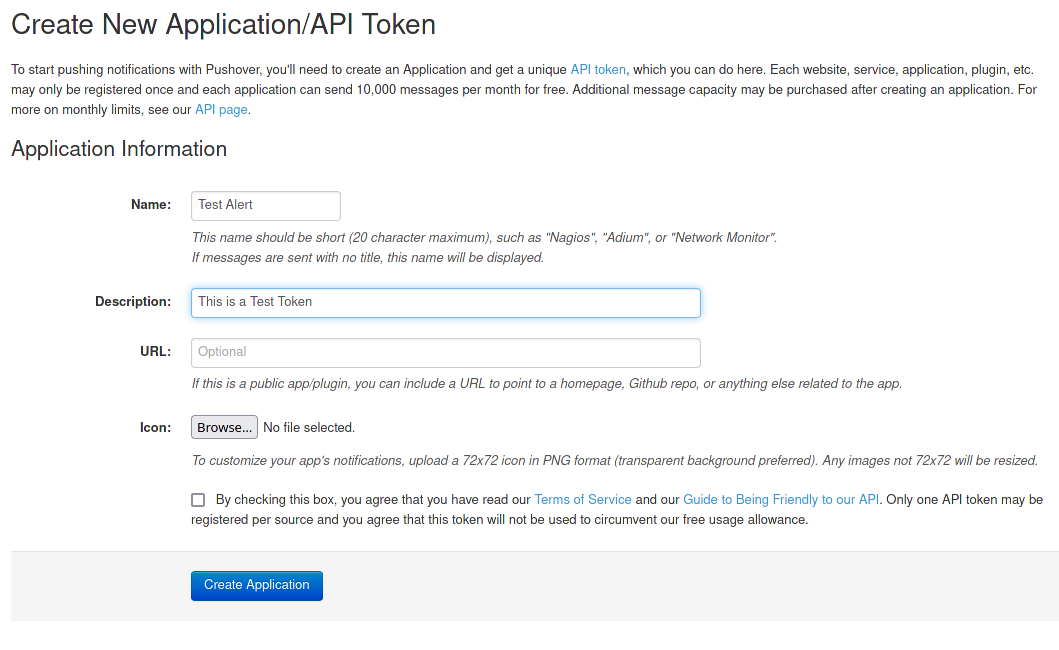 Create New Application/API Token
To start pushing notifications with Pushover, you'll need to create an Application and get a unique API token, which you can do here. Each website, service, application, plugin, etc.
may only be registered once and each application can send 10,000 messages per month for free. Additional message capacity may be purchased after creating an application. For
more on monthly limits, see our API page.
Application Information
Name: Test Alert
This name should be short (20 character maximum), such as "Nagios", "Adium", or "Network Monitor".
If messages are sent with no title, this name will be displayed.
Description: This is a Test Token
URL: Optional
If this is a public app/plugin, you can include a URL to point to a homepage, Github repo, or anything else related to the app.
Icon: Browse... No file selected.
To customize your app's notifications, upload a 72x72 icon in PNG format (transparent background preferred). Any images not 72x72 will be resized.
By checking this box, you agree that you have read our Terms of Service and our Guide to Being Friendly to our API. Only one API token may be
registered per source and you agree that this token will not be used to circumvent our free usage allowance.
Create Application